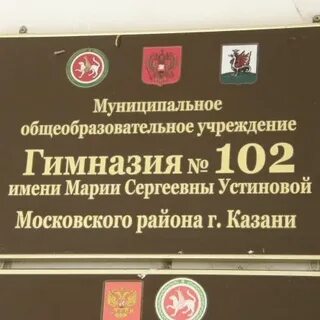 Муниципальное
общеобразовательное учреждение
Гимназия № 102
имени Марии Сергеевны Устиновой
Московского района г. Казани